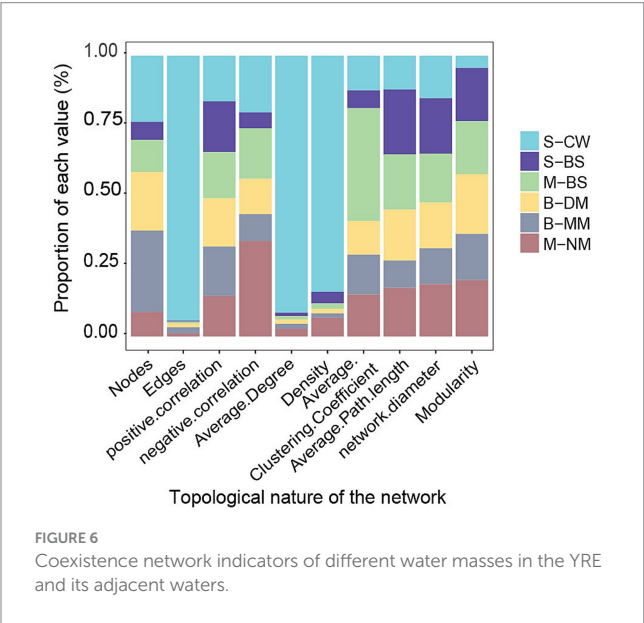 Proportion of each value (%)
1.00
0.75
0.50
0.25
0.00
S−CW
S−BS
M−BS
B−DM
B−MM
M−NM
Nodes
Edges
positive.correlation
negative.correlation
Average.Degree
Density
Average.
Clustering.Coefficient
Average.Path.length
network.diameter
Modularity
Topological nature of the network
FIGURE 6
Coexistence network indicators of different water masses in the YRE
and its adjacent waters.